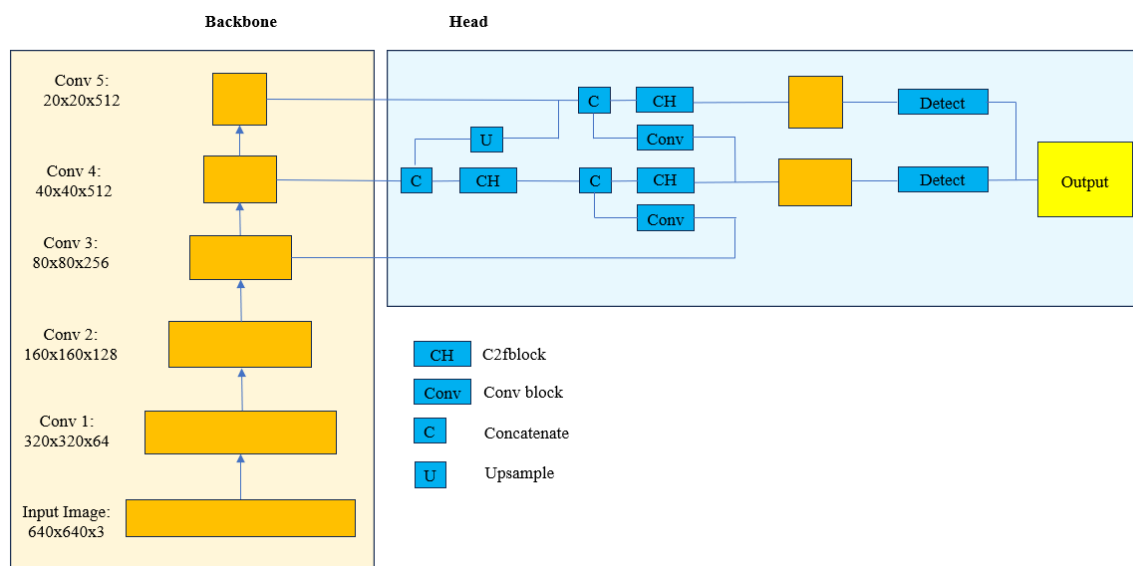 Backbone
Head
Conv 5:
20x20x512
C
CH
Detect
U
Conv
Conv 4:
40x40x512
C
CH
C
CH
Detect
Output
Conv
Conv 3:
80x80x256
Conv 2:
160x160x128
CH
C2fblock
Conv
Conv block
Conv 1:
320x320x64
C
Concatenate
U
Upsample
Input Image:
640x640x3